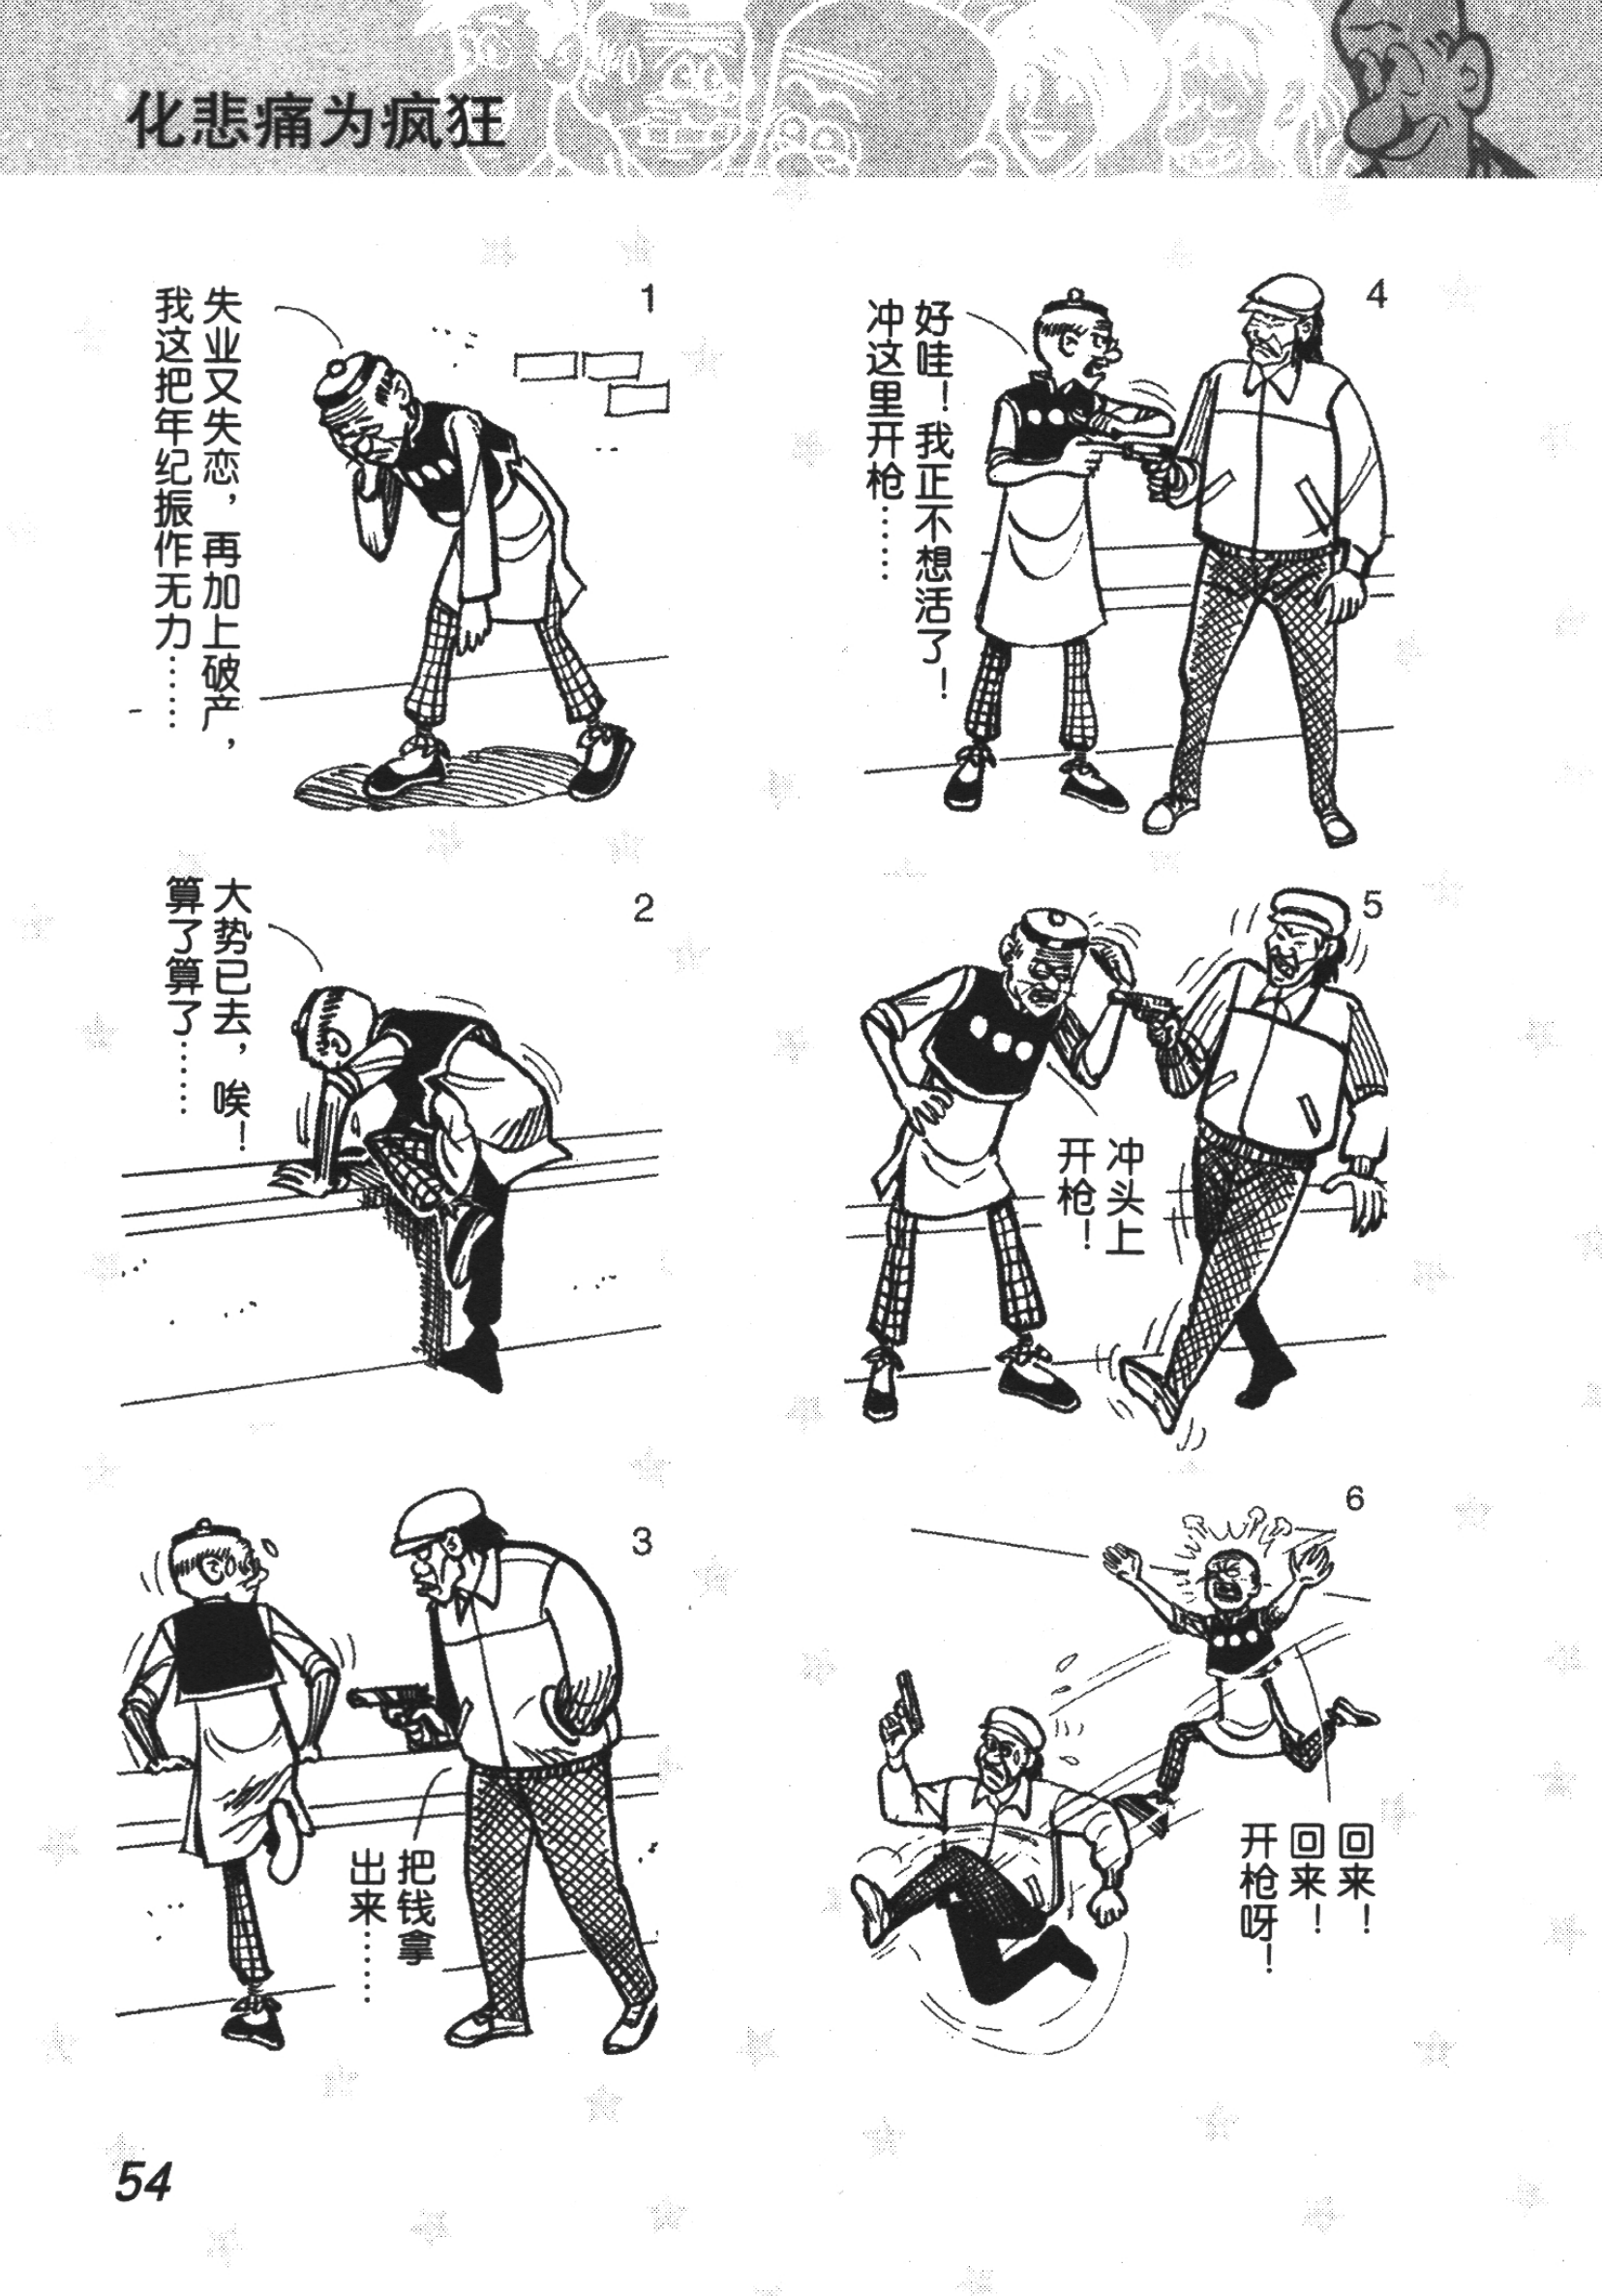 化悲痛为疯狂
1
失业又失恋，再加上破产，
我这把年纪振作无力……
2
大势已去，唉！
算了算了……
3
把钱拿
出来……
4
好哇！我正不想活了！
冲这里开枪……
5
冲头上
开枪！
6
回来！
回来！
开枪呀！
54